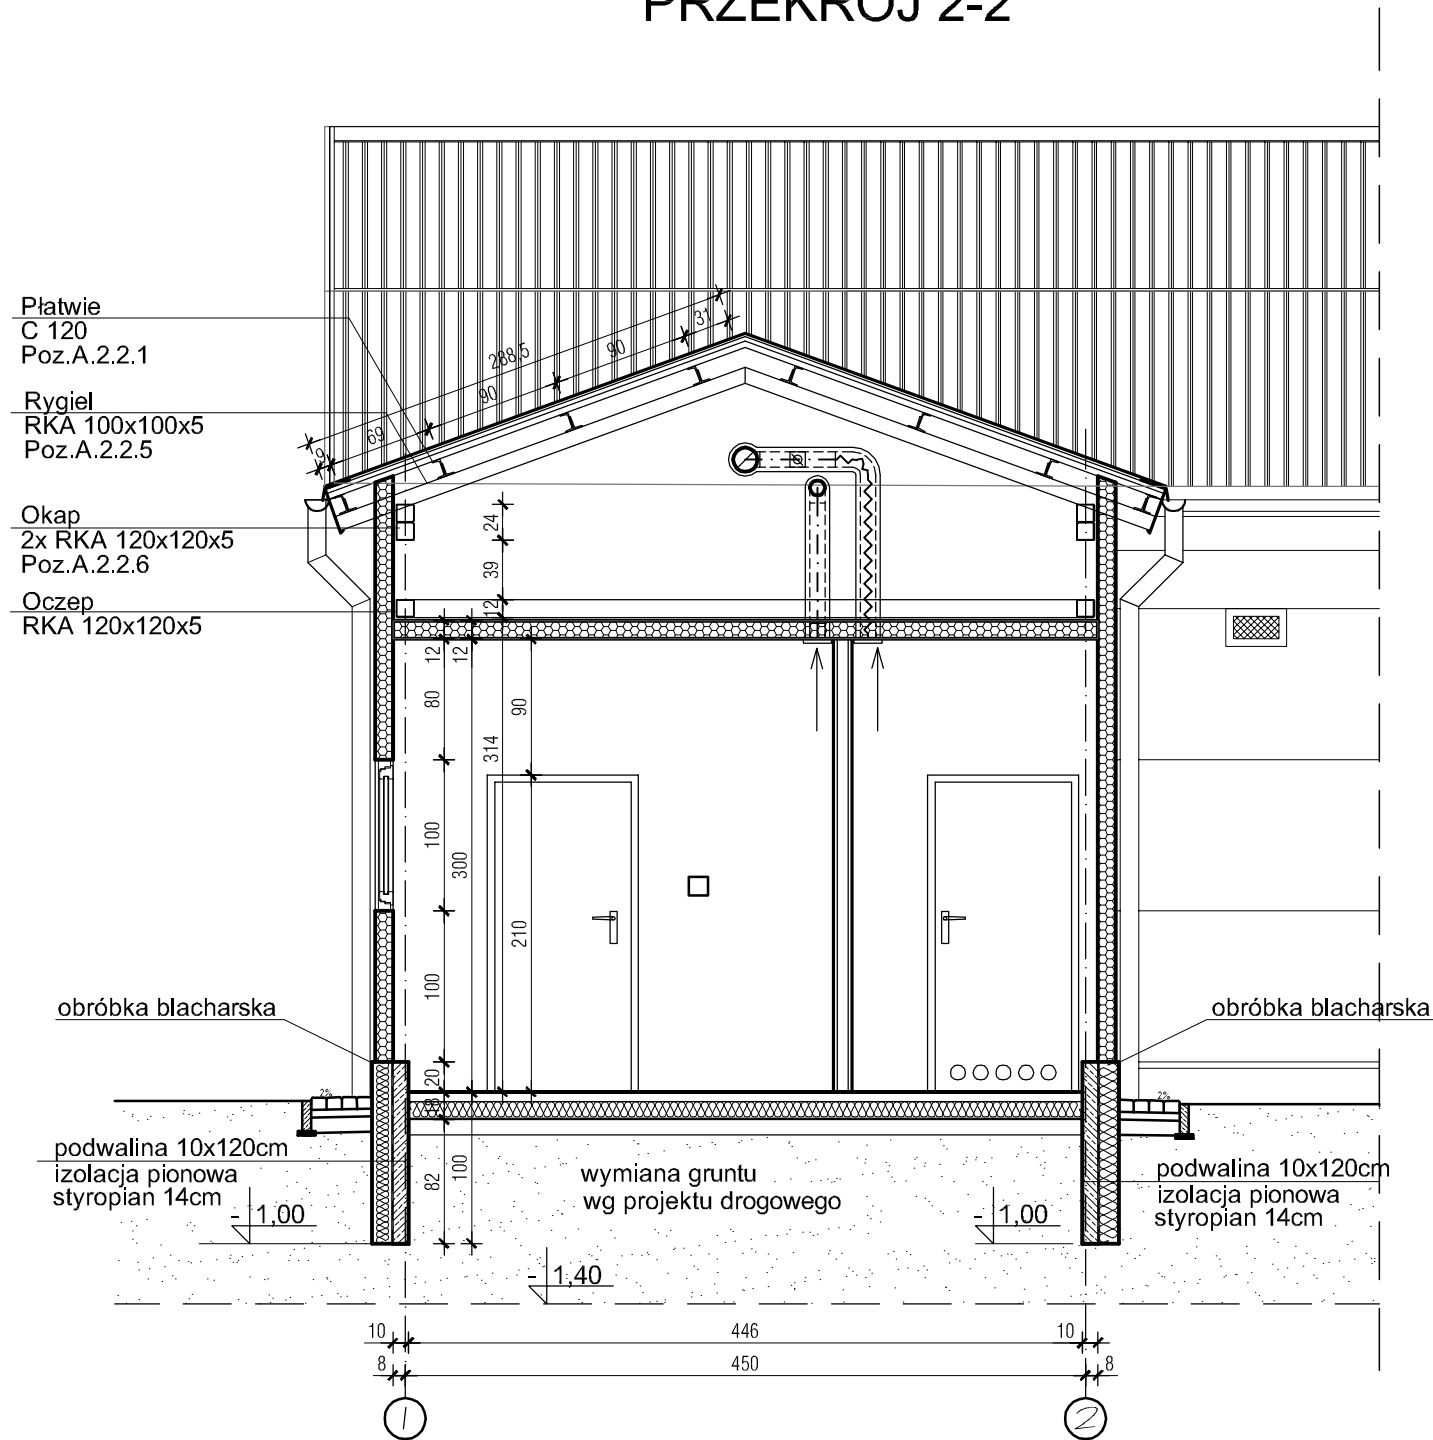 PRZEKRÓJ 2-2
Płatwie
C 120
Poz.A.2.2.1
Rygiel
RKA 100x100x5
Poz.A.2.2.5
Okap
2x RKA 120x120x5
Poz.A.2.2.6
Oczep
RKA 120x120x5
288,5
31
90
90
69
9
24
39
12
12
12
80
90
314
100
300
210
100
20
18
82
100
obróbka blacharska
obróbka blacharska
2%
2%
podwalina 10x120cm
izolacja pionowa
styropian 14cm
wymiana gruntu
wg projektu drogowego
podwalina 10x120cm
izolacja pionowa
styropian 14cm
- 1,00
- 1,00
- 1,40
10 446 10
8 450 8
1 2